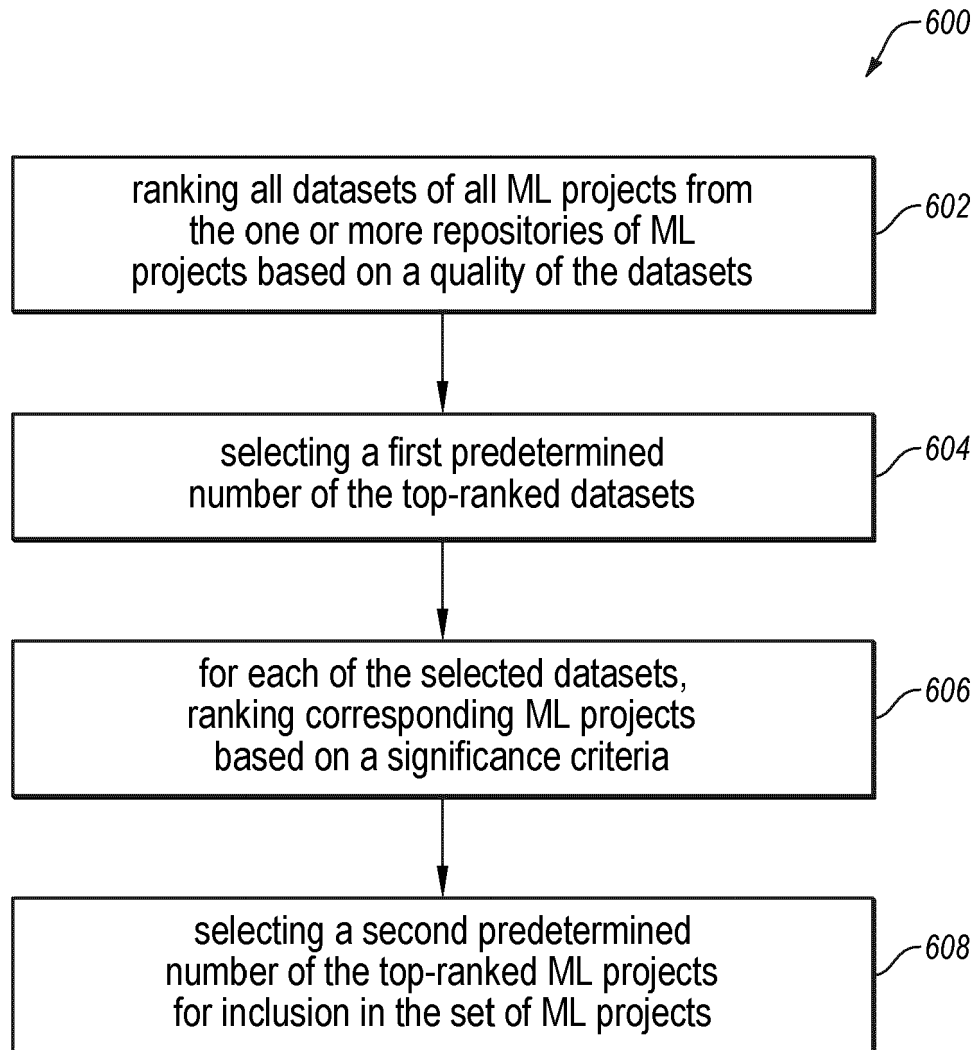 600
ranking all datasets of all ML projects from
the one or more repositories of ML
projects based on a quality of the datasets
602
selecting a first predetermined
number of the top-ranked datasets
604
for each of the selected datasets,
ranking corresponding ML projects
based on a significance criteria
606
selecting a second predetermined
number of the top-ranked ML projects
for inclusion in the set of ML projects
608